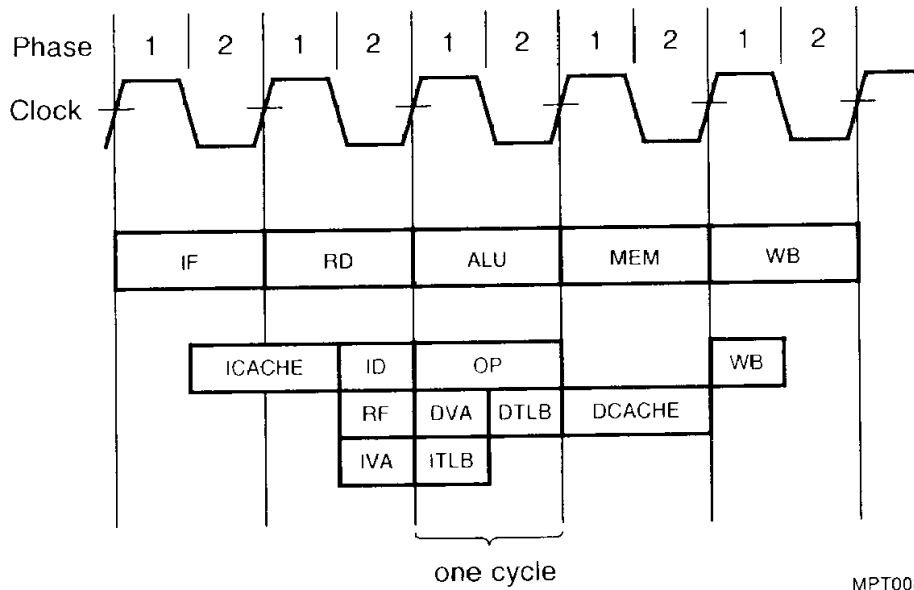 Phase 1 2 1 2 1 2 1 2 1 2
Clock
IF RD ALU MEM WB
ICACHE ID OP WB
RF DVA DTLB DCACHE
IVA ITLB
one cycle
MPT00